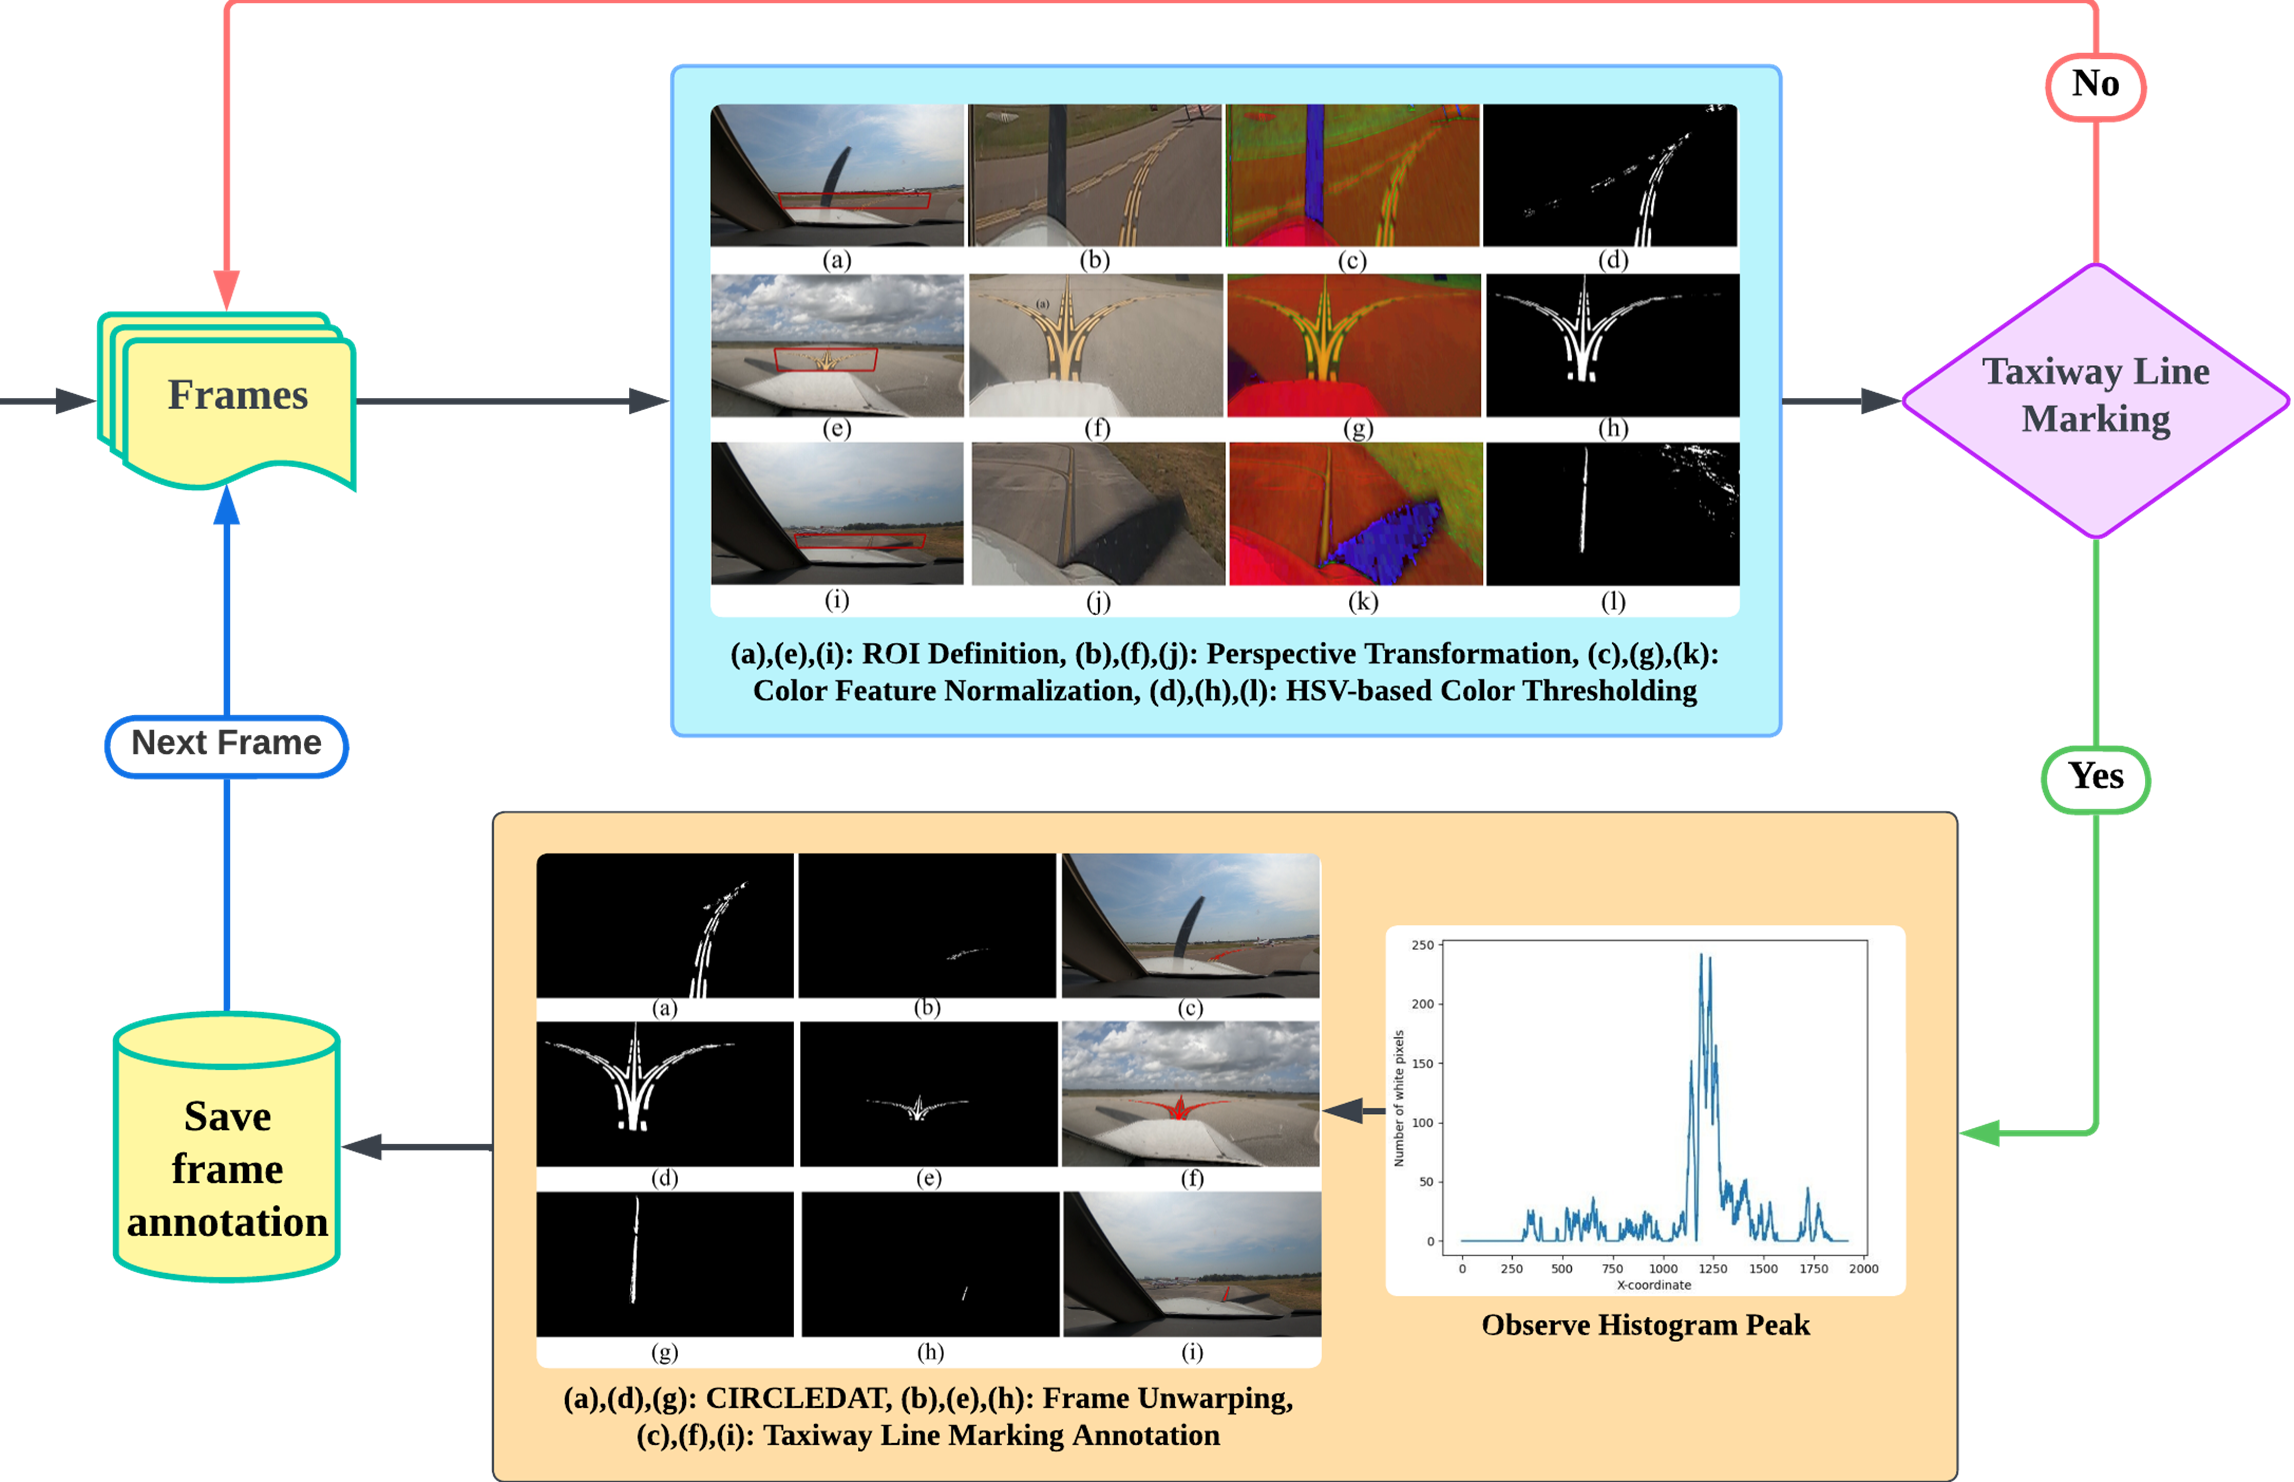 No
Frames
(a)
(b)
(c)
(d)
(a)
(e)
(f)
(g)
(h)
(i)
(j)
(k)
(l)
(a),(e),(i): ROI Definition, (b),(f),(j): Perspective Transformation, (c),(g),(k):
Color Feature Normalization, (d),(h),(l): HSV-based Color Thresholding
Taxiway Line
Marking
Yes
Next Frame
Save
frame
annotation
(a)
(b)
(c)
(d)
(e)
(f)
(g)
(h)
(i)
(a),(d),(g): CIRCLEDAT, (b),(e),(h): Frame Unwarping,
(c),(f),(i): Taxiway Line Marking Annotation
Number of white pixels
250
200
150
100
50
0
0 250 500 750 1000 1250 1500 1750 2000
X-coordinate
Observe Histogram Peak